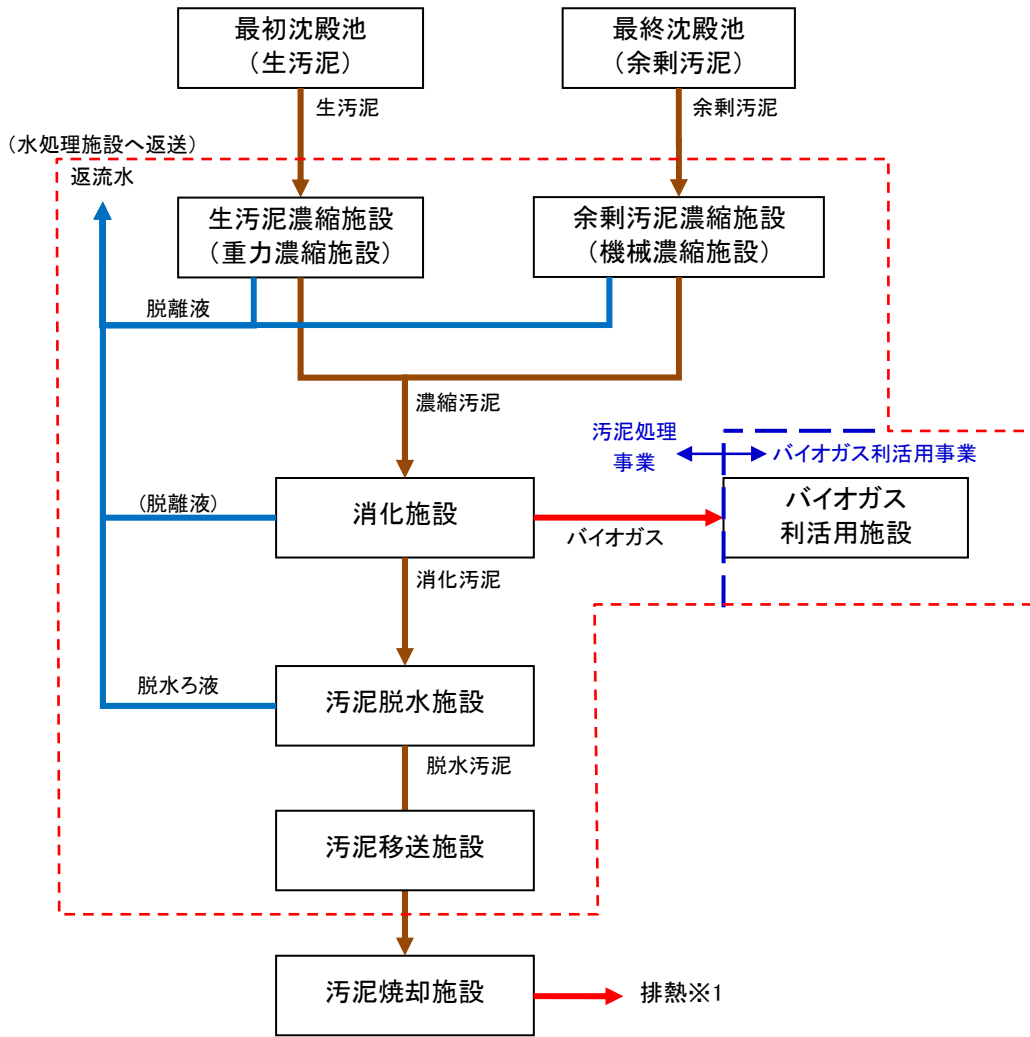 最初沈殿池
（生汚泥）
最終沈殿池
（余剰汚泥）
生汚泥
余剰汚泥
（水処理施設へ返送）
返流水
生汚泥濃縮施設
（重力濃縮施設）
余剰汚泥濃縮施設
（機械濃縮施設）
脱離液
濃縮汚泥
汚泥処理
事業
バイオガス利活用事業
（脱離液）
消化施設
バイオガス
バイオガス
利活用施設
消化汚泥
脱水ろ液
汚泥脱水施設
脱水汚泥
汚泥移送施設
汚泥焼却施設
排熱※1